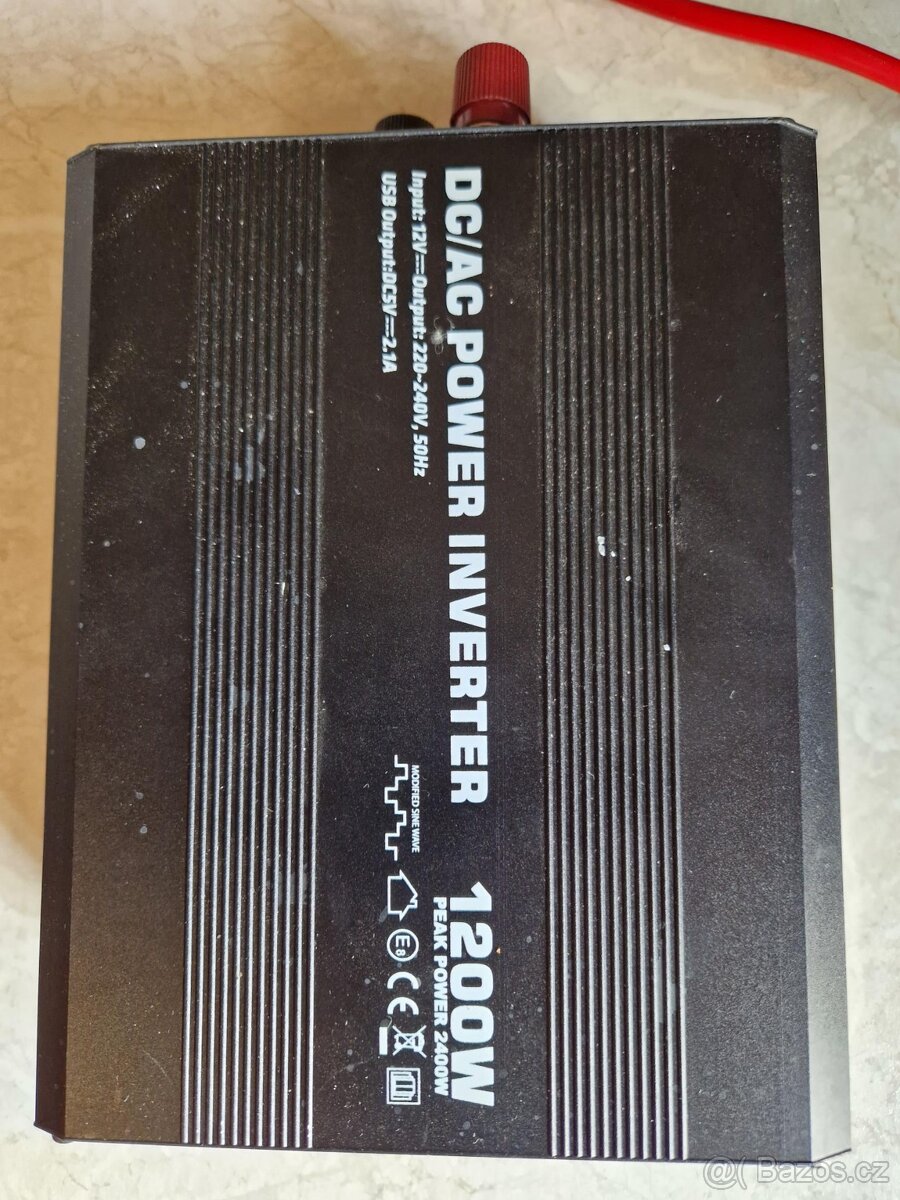 DC/AC POWER INVERTER
Input: 12V⎓Output: 220~240V, 50Hz
USB Output:DC5V⎓2.1A
MODIFIED SINE WAVE
1200W
PEAK POWER 2400W
E8
CE
@( Bazos.cz